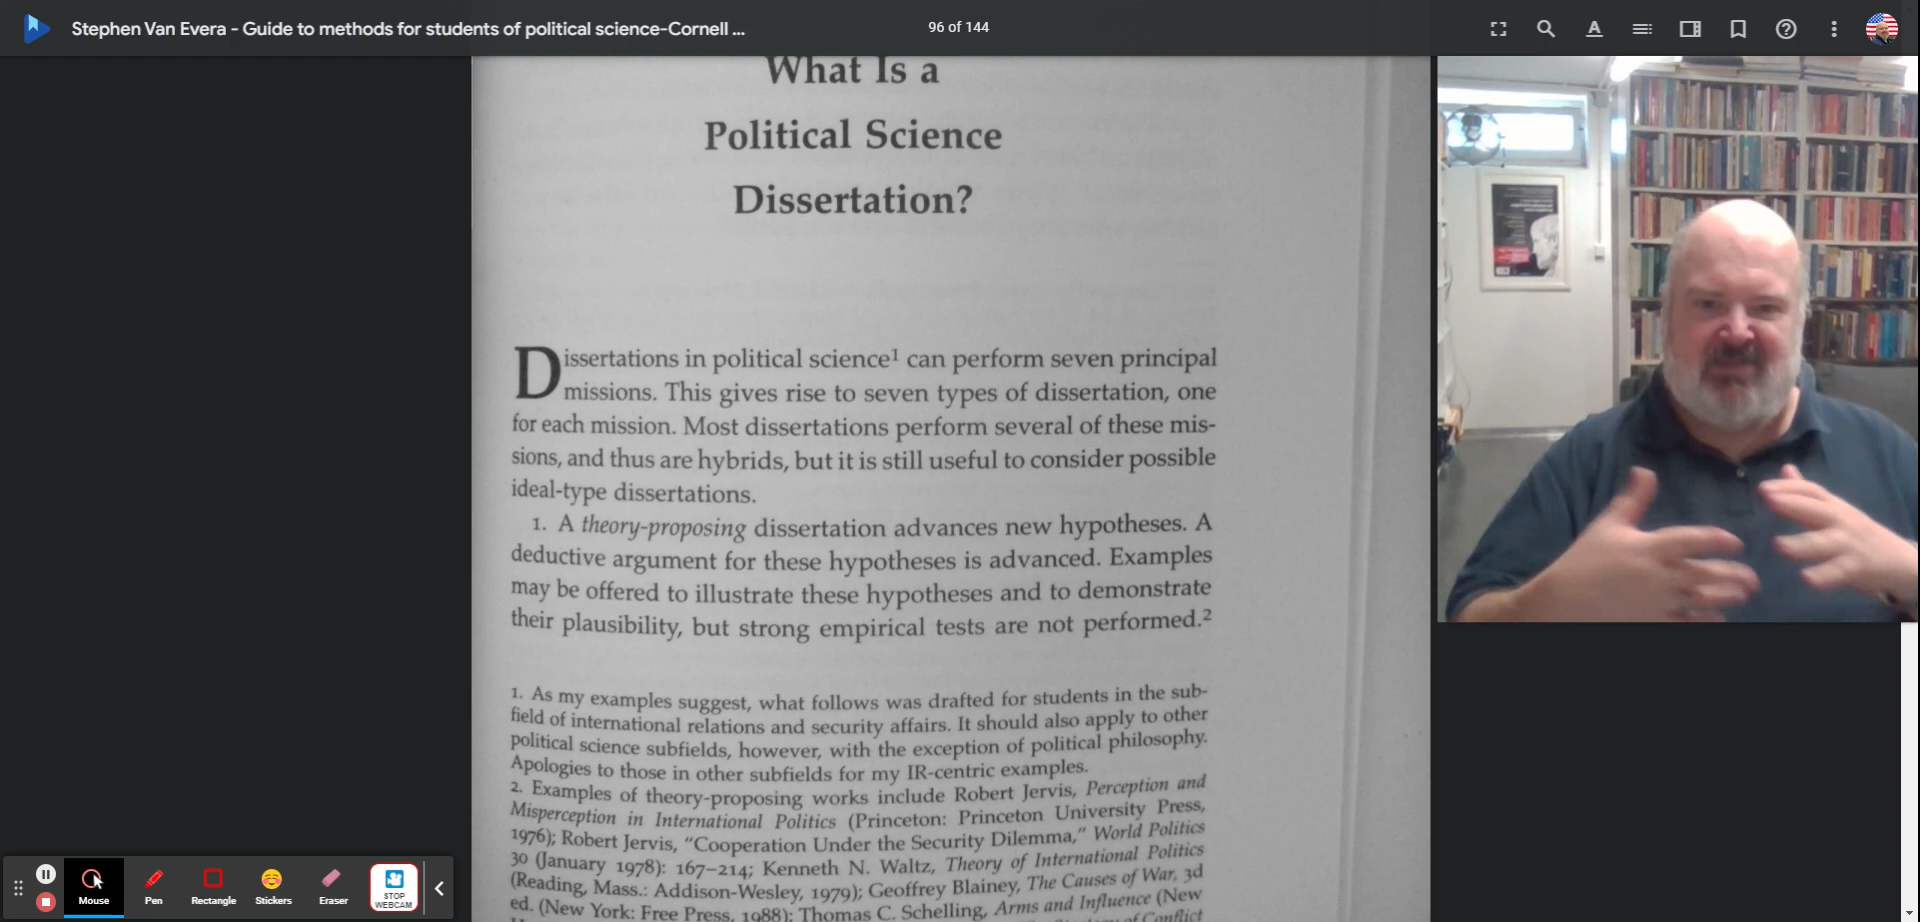 Stephen Van Evera - Guide to methods for students of political science-Cornell ...
96 of 144
What Is a
Political Science
Dissertation?
Dissertations in political science¹ can perform seven principal
missions. This gives rise to seven types of dissertation, one
for each mission. Most dissertations perform several of these mis-
sions, and thus are hybrids, but it is still useful to consider possible
ideal-type dissertations.
1. A theory-proposing dissertation advances new hypotheses. A
deductive argument for these hypotheses is advanced. Examples
may be offered to illustrate these hypotheses and to demonstrate
their plausibility, but strong empirical tests are not performed.²
1. As my examples suggest, what follows was drafted for students in the sub-
field of international relations and security affairs. It should also apply to other
political science subfields, however, with the exception of political philosophy.
Apologies to those in other subfields for my IR-centric examples.
2. Examples of theory-proposing works include Robert Jervis, Perception and
Misperception in International Politics (Princeton: Princeton University Press,
1976); Robert Jervis, “Cooperation Under the Security Dilemma,” World Politics
30 (January 1978): 167–214; Kenneth N. Waltz, Theory of International Politics
(Reading, Mass.: Addison-Wesley, 1979); Geoffrey Blainey, The Causes of War, 3d
ed. (New York: Free Press, 1988); Thomas C. Schelling, Arms and Influence (New
of Conflict
Mouse
Pen
Rectangle
Stickers
Eraser
STOP
WEBCAM